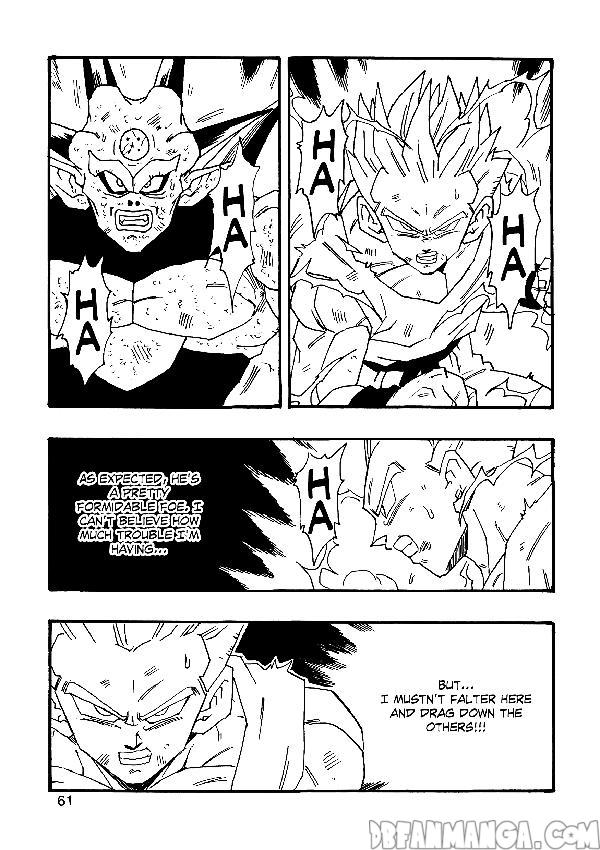 HA
HA
HA
HA
AS EXPECTED, HE'S
A PRETTY
FORMIDABLE FOE. I
CAN'T BELIEVE HOW
MUCH TROUBLE I'M
HAVING...
HA
BUT...
I MUSTN'T FALTER HERE
AND DRAG DOWN THE
OTHERS!!!
61
DBFANMANGA.COM